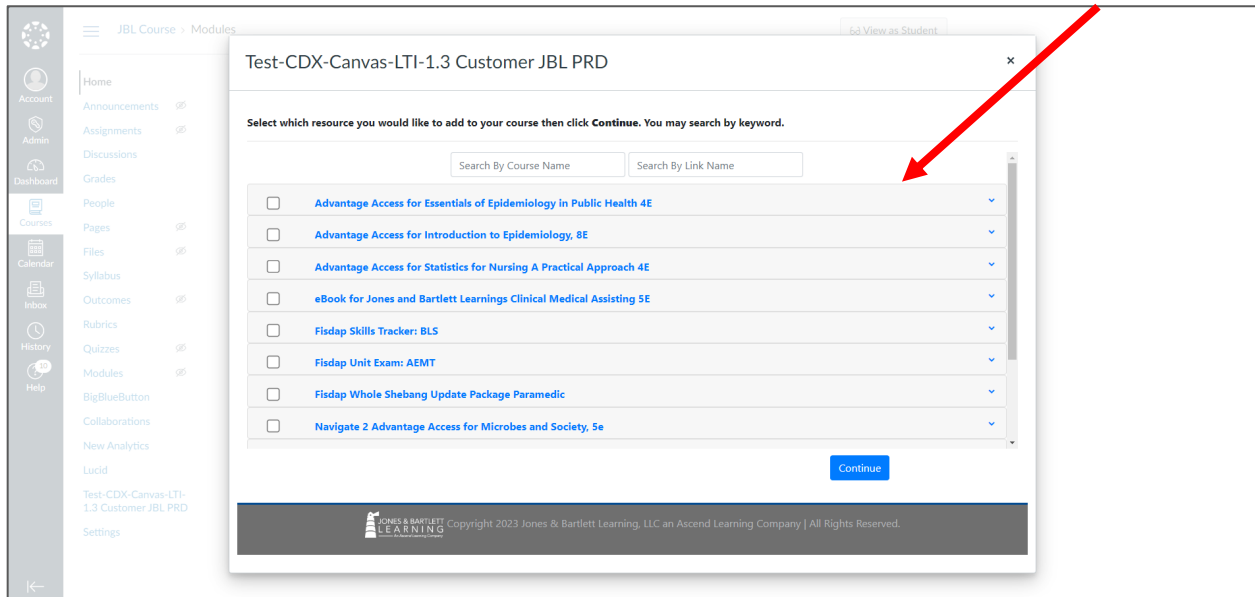 JBL Course › Modules
View as Student
Account
Admin
Dashboard
Courses
Calendar
Inbox
History
10
Help
Home
Announcements
Assignments
Discussions
Grades
People
Pages
Files
Syllabus
Outcomes
Rubrics
Quizzes
Modules
BigBlueButton
Collaborations
New Analytics
Lucid
Test-CDX-Canvas-LTI-
1.3 Customer JBL PRD
Settings
Test-CDX-Canvas-LTI-1.3 Customer JBL PRD
×
Select which resource you would like to add to your course then click Continue. You may search by keyword.
Search By Course Name
Search By Link Name
Advantage Access for Essentials of Epidemiology in Public Health 4E
Advantage Access for Introduction to Epidemiology, 8E
Advantage Access for Statistics for Nursing A Practical Approach 4E
eBook for Jones and Bartlett Learnings Clinical Medical Assisting 5E
Fisdap Skills Tracker: BLS
Fisdap Unit Exam: AEMT
Fisdap Whole Shebang Update Package Paramedic
Navigate 2 Advantage Access for Microbes and Society, 5e
Continue
JONES & BARTLETT
LEARNING
An Ascend Learning Company
Copyright 2023 Jones & Bartlett Learning, LLC an Ascend Learning Company | All Rights Reserved.